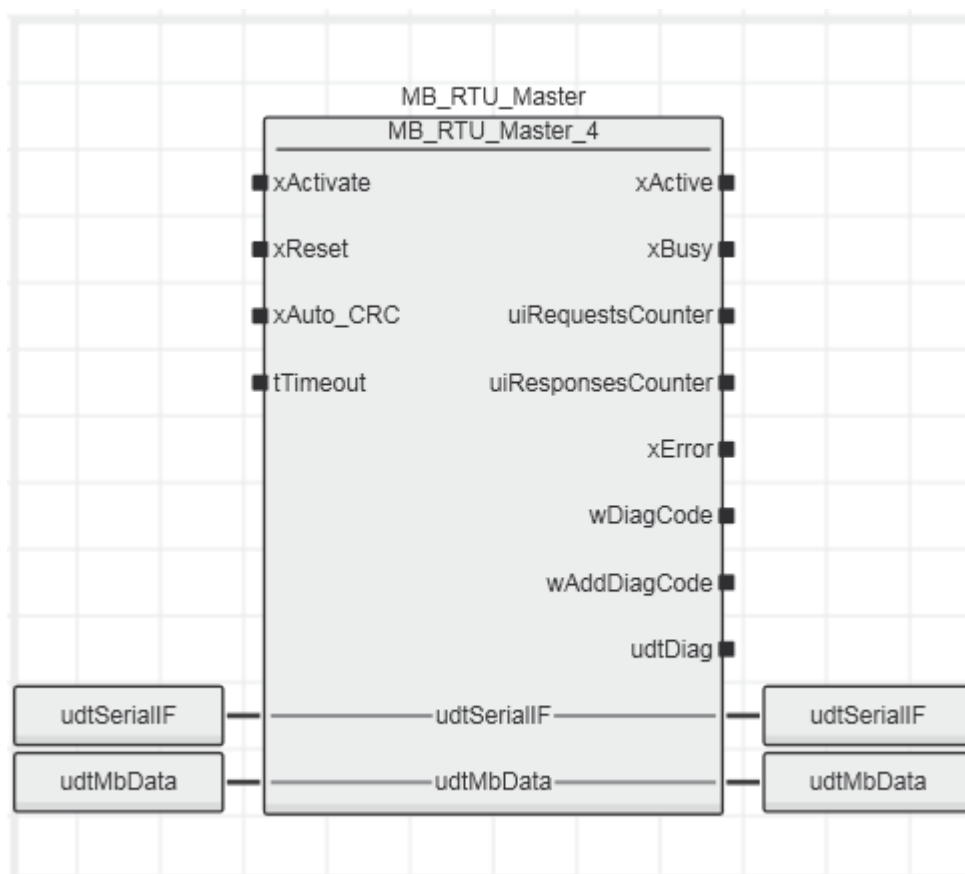 MB_RTU_Master
MB_RTU_Master_4
xActivate xActive
xReset xBusy
xAuto_CRC uiRequestsCounter
tTimeout uiResponsesCounter
xError
wDiagCode
wAddDiagCode
udtDiag
udtSerialIF udtSerialIF udtSerialIF
udtMbData udtMbData udtMbData